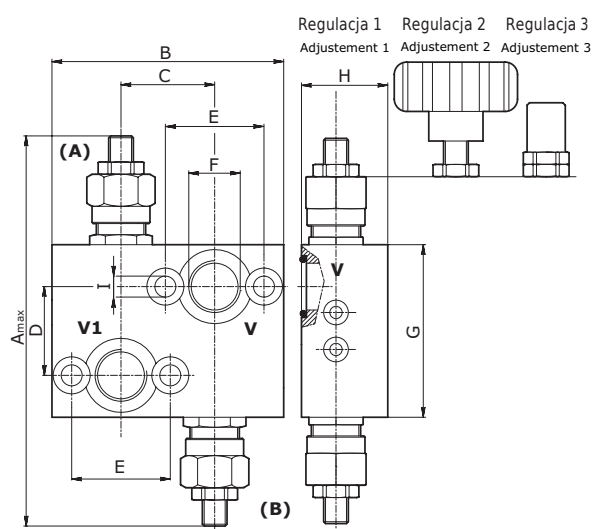 Regulacja 1 Regulacja 2 Regulacja 3
Adjustement 1 Adjustement 2 Adjustement 3
B
H
C
(A)
E
F
I
V
V1
V
Amax
D
G
E
(B)